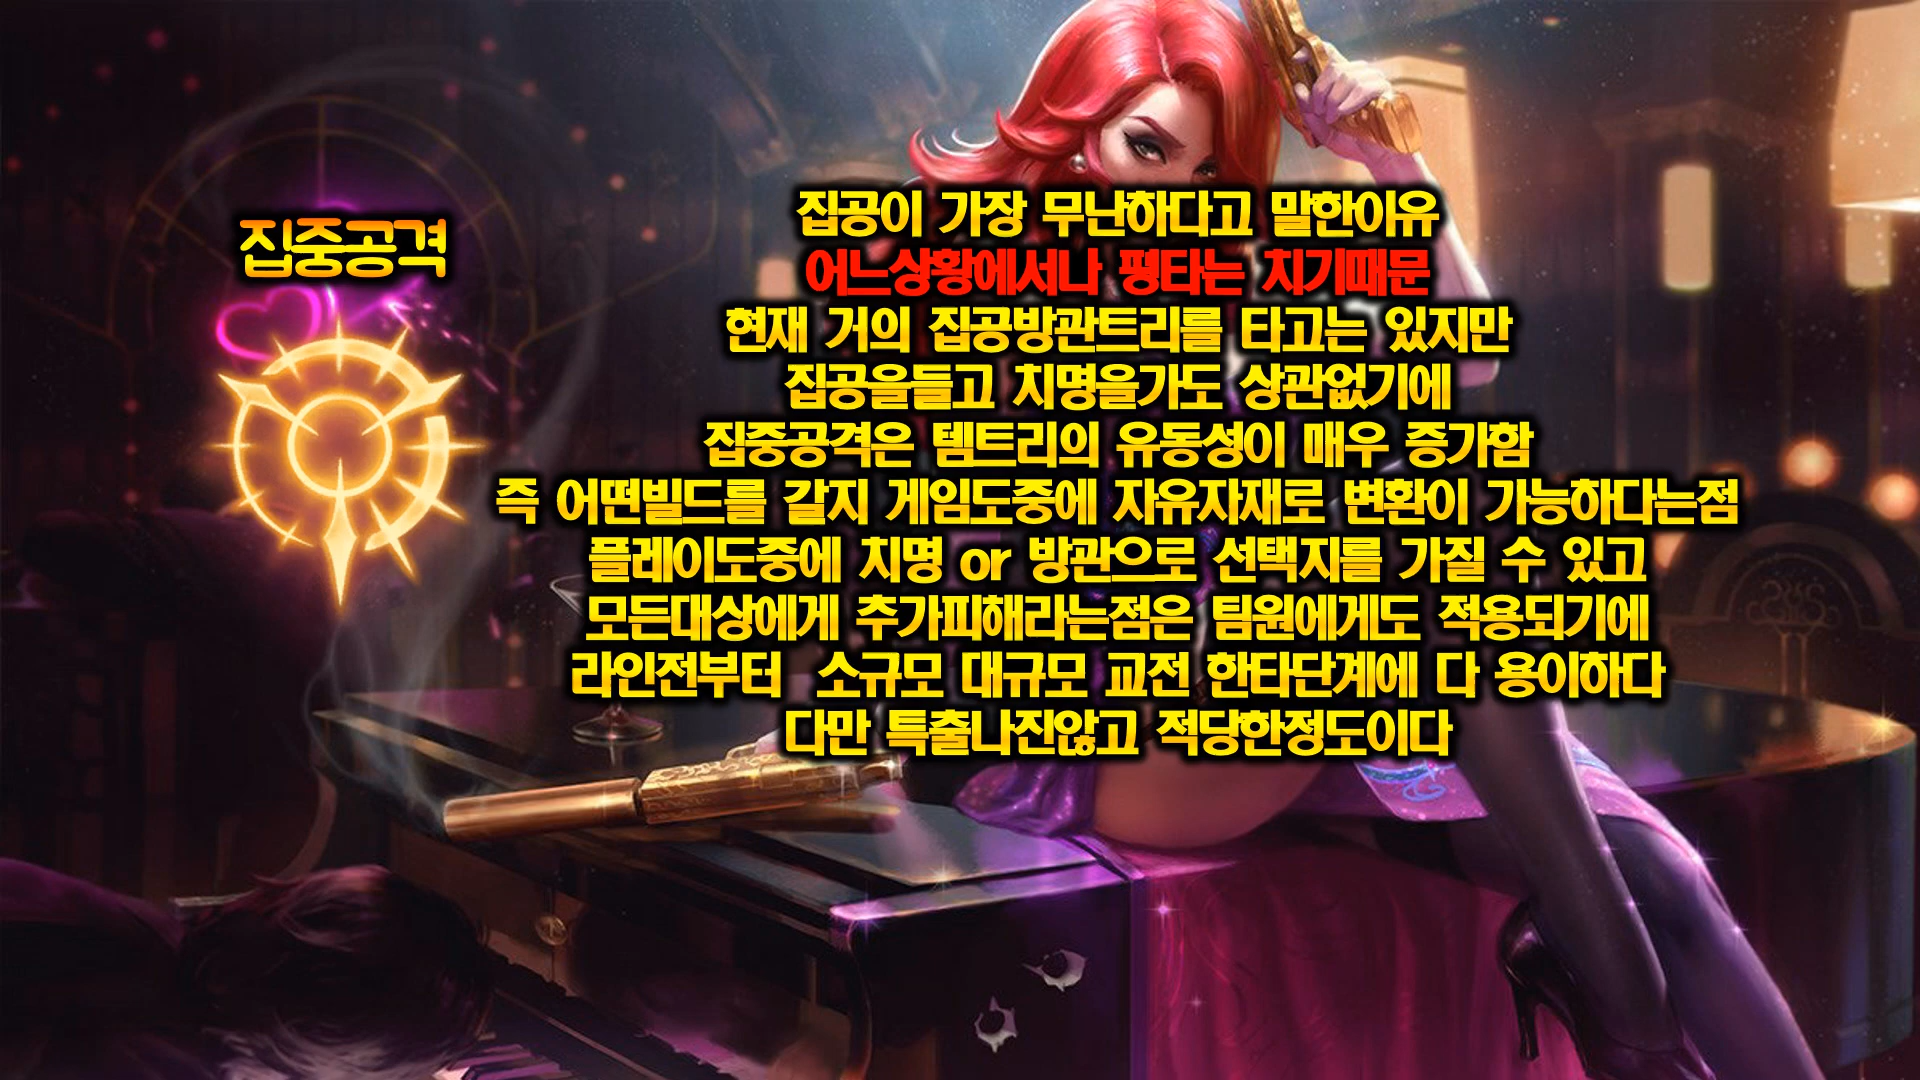 집중공격
집공이 가장 무난하다고 말한이유
어느상황에서나 평타는 치기때문
현재 거의 집공방관트리를 타고는 있지만
집공을들고 치명을가도 상관없기에
집중공격은 템트리의 유동성이 매우 증가함
즉 어떤빌드를 갈지 게임도중에 자유자재로 변환이 가능하다는점
플레이도중에 치명 or 방관으로 선택지를 가질 수 있고
모든대상에게 추가피해라는점은 팀원에게도 적용되기에
라인전부터 소규모 대규모 교전 한타단계에 다 용이하다
다만 특출나진않고 적당한정도이다